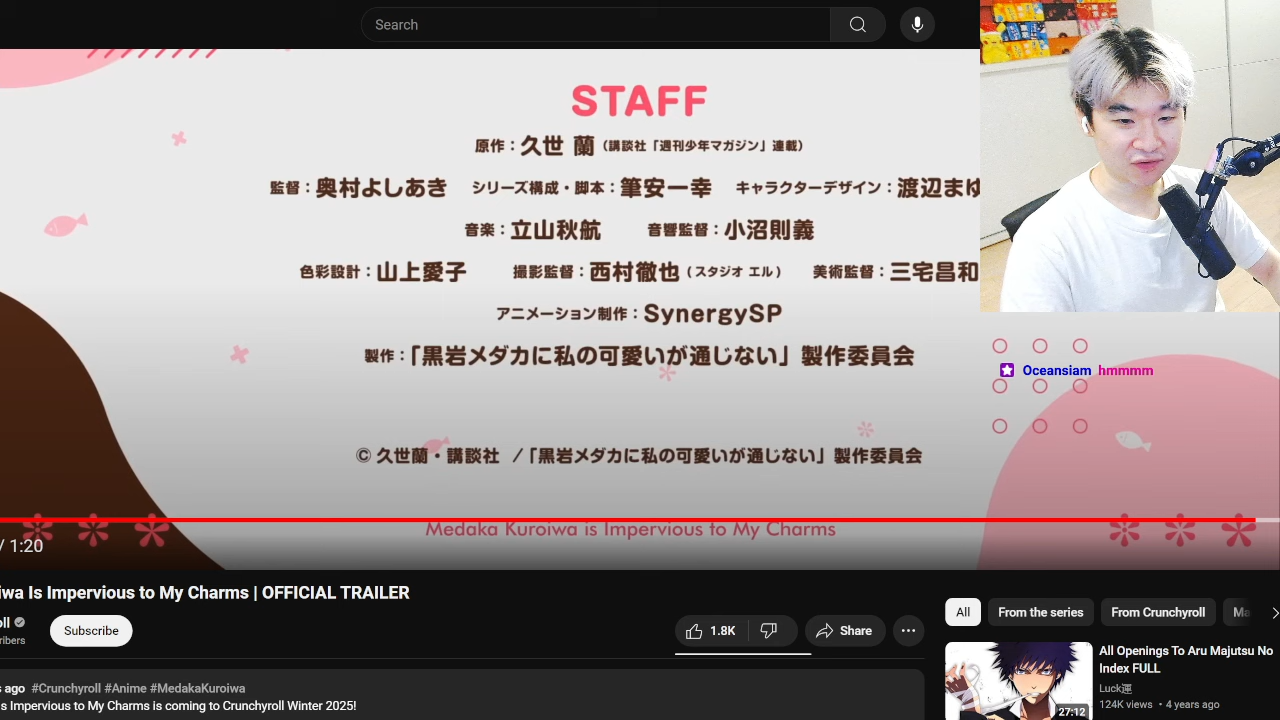 Search
STAFF
原作：久世 蘭（講談社「週刊少年マガジン」連載）
監督：奥村よしあき シリーズ構成・脚本：筆安一幸 キャラクターデザイン：渡辺まゆ
音楽：立山秋航 音響監督：小沼則義
色彩設計：山上愛子 撮影監督：西村徹也（スタジオ エル） 美術監督：三宅昌和
アニメーション制作：SynergySP
製作：「黒岩メダカに私の可愛いが通じない」製作委員会
© 久世蘭・講談社 /「黒岩メダカに私の可愛いが通じない」製作委員会
Medaka Kuroiwa is Impervious to My Charms
Oceansiam hmmmm
/ 1:20
iwa Is Impervious to My Charms | OFFICIAL TRAILER
oll
ribers
Subscribe
1.8K
Share
s ago #Crunchyroll #Anime #MedakaKuroiwa
s Impervious to My Charms is coming to Crunchyroll Winter 2025!
All From the series From Crunchyroll Ma
All Openings To Aru Majutsu No
Index FULL
Luck運
124K views • 4 years ago
27:12